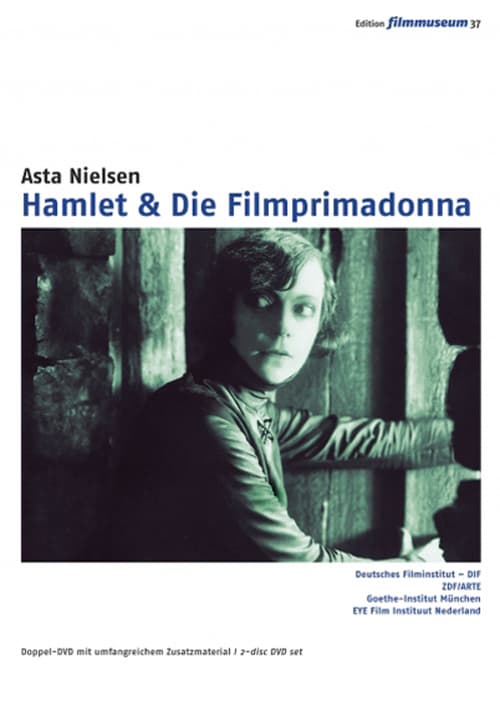 Edition filmmuseum 37
Asta Nielsen
Hamlet & Die Filmprimadonna
Deutsches Filminstitut – DIF
ZDF/ARTE
Goethe-Institut München
EYE Film Instituut Nederland
Doppel-DVD mit umfangreichem Zusatzmaterial / 2-disc DVD set